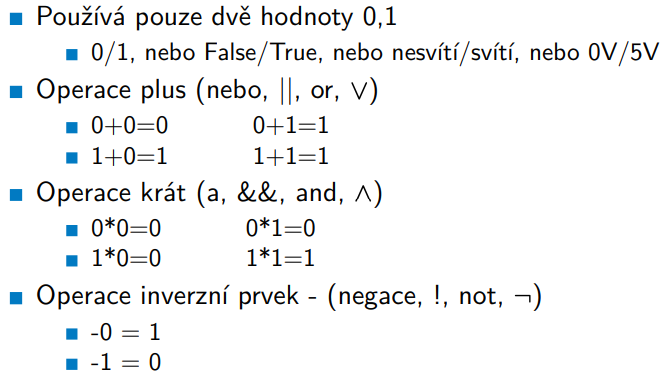 Používá pouze dvě hodnoty 0,1
0/1, nebo False/True, nebo nesvítí/svítí, nebo 0V/5V
Operace plus (nebo, ||, or, ∨)
0+0=0 0+1=1
1+0=1 1+1=1
Operace krát (a, &&, and, ∧)
0*0=0 0*1=0
1*0=0 1*1=1
Operace inverzní prvek - (negace, !, not, ¬)
-0 = 1
-1 = 0